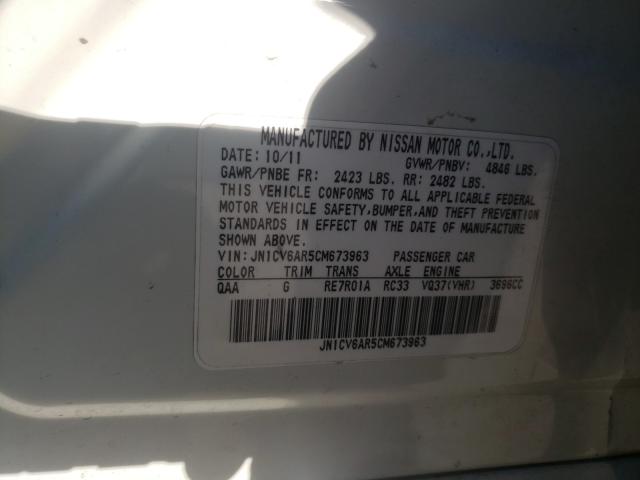 MANUFACTURED BY NISSAN MOTOR CO.,LTD.
DATE: 10/11 GVWR/PNBV: 4846 LBS.
GAWR/PNBE FR: 2423 LBS. RR: 2482 LBS.
THIS VEHICLE CONFORMS TO ALL APPLICABLE FEDERAL
MOTOR VEHICLE SAFETY,BUMPER,AND THEFT PREVENTION
STANDARDS IN EFFECT ON THE DATE OF MANUFACTURE
SHOWN ABOVE.
VIN: JN1CV6AR5CM673963 PASSENGER CAR
COLOR TRIM TRANS AXLE ENGINE
QAA G RE7R01A RC33 VQ37(VHR) 3696CC
JN1CV6AR5CM673963